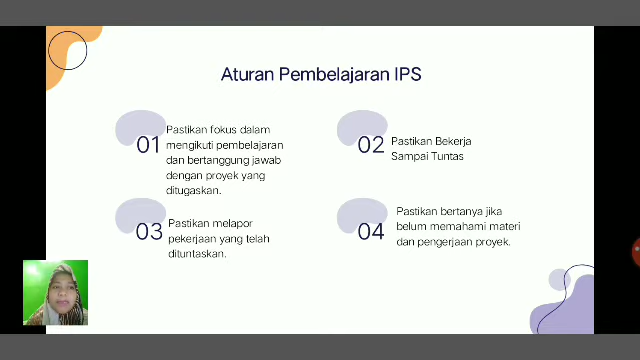 Aturan Pembelajaran IPS
01
Pastikan fokus dalam
mengikuti pembelajaran
dan bertanggung jawab
dengan proyek yang
ditugaskan.
02
Pastikan Bekerja
Sampai Tuntas
03
Pastikan melapor
pekerjaan yang telah
dituntaskan.
04
Pastikan bertanya jika
belum memahami materi
dan pengerjaan proyek.